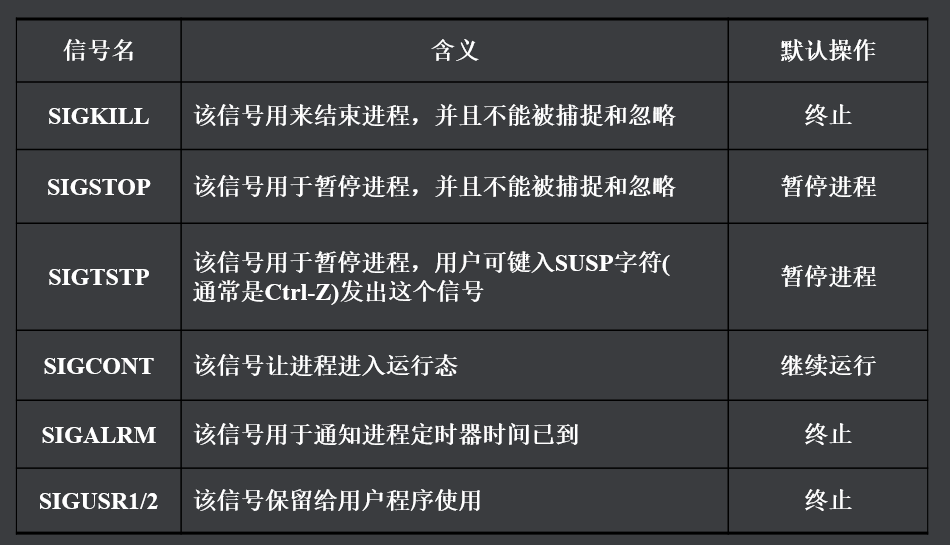 信号名 含义 默认操作
SIGKILL 该信号用来结束进程，并且不能被捕捉和忽略 终止
SIGSTOP 该信号用于暂停进程，并且不能被捕捉和忽略 暂停进程
SIGTSTP 该信号用于暂停进程，用户可键入SUSP字符( 暂停进程
通常是Ctrl-Z)发出这个信号
SIGCONT 该信号让进程进入运行态 继续运行
SIGALRM 该信号用于通知进程定时器时间已到 终止
SIGUSR1/2 该信号保留给用户程序使用 终止